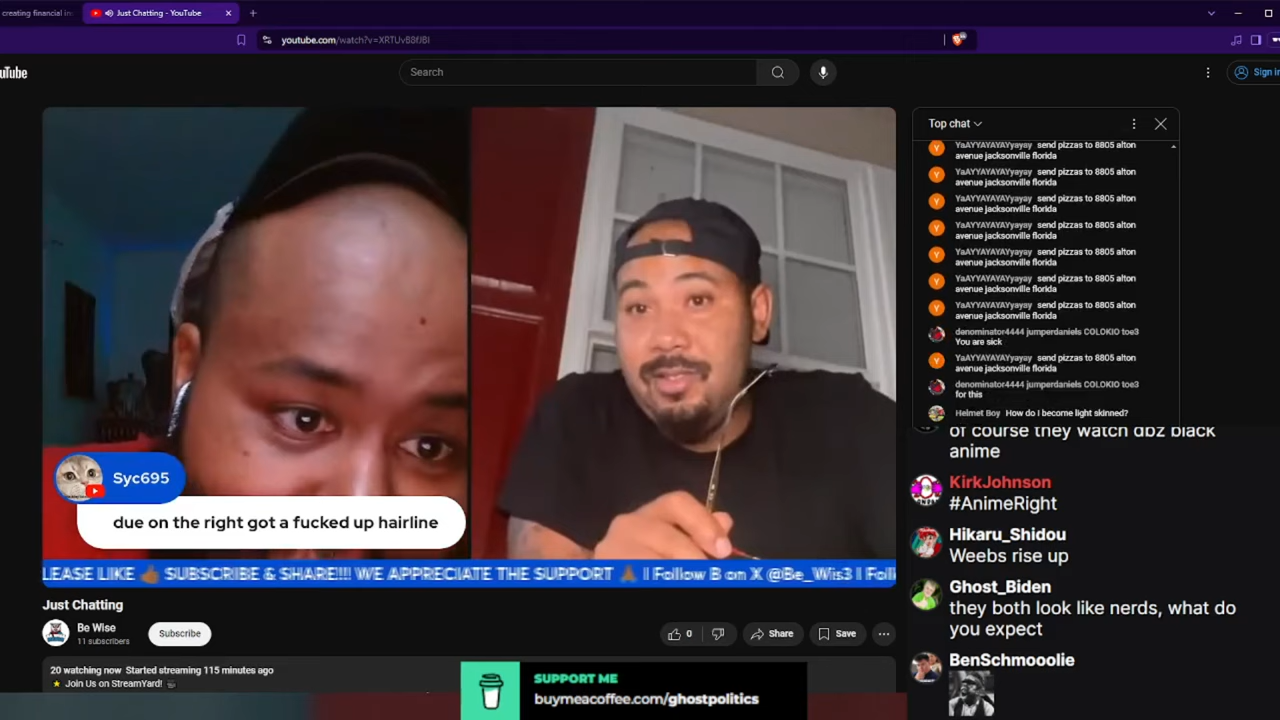 creating financial in
Just Chatting - YouTube
youtube.com/watch?v=XRTUvB8fJBI
uTube
Search
Sign in
Top chat
YaAYYAYAYAYyayay send pizzas to 8805 alton
avenue jacksonville florida
YaAYYAYAYAYyayay send pizzas to 8805 alton
avenue jacksonville florida
YaAYYAYAYAYyayay send pizzas to 8805 alton
avenue jacksonville florida
YaAYYAYAYAYyayay send pizzas to 8805 alton
avenue jacksonville florida
YaAYYAYAYAYyayay send pizzas to 8805 alton
avenue jacksonville florida
YaAYYAYAYAYyayay send pizzas to 8805 alton
avenue jacksonville florida
YaAYYAYAYAYyayay send pizzas to 8805 alton
avenue jacksonville florida
denominator4444 jumperdaniels COLOKIO toe3
You are sick
YaAYYAYAYAYyayay send pizzas to 8805 alton
avenue jacksonville florida
denominator4444 jumperdaniels COLOKIO toe3
for this
Helmet Boy How do I become light skinned?
of course they watch dbz black
anime
KirkJohnson
#AnimeRight
Hikaru_Shidou
Weebs rise up
Ghost_Biden
they both look like nerds, what do
you expect
BenSchmooolie
Syc695
due on the right got a fucked up hairline
LEASE LIKE 👍🏾 SUBSCRIBE & SHARE!!!! WE APPRECIATE THE SUPPORT 🙏🏾 I Follow B on X @Be_Wis3 I Foll
Just Chatting
Be Wise
11 subscribers
Subscribe
0
Share
Save
20 watching now Started streaming 115 minutes ago
⭐ Join Us on StreamYard!
SUPPORT ME
buymeacoffee.com/ghostpolitics